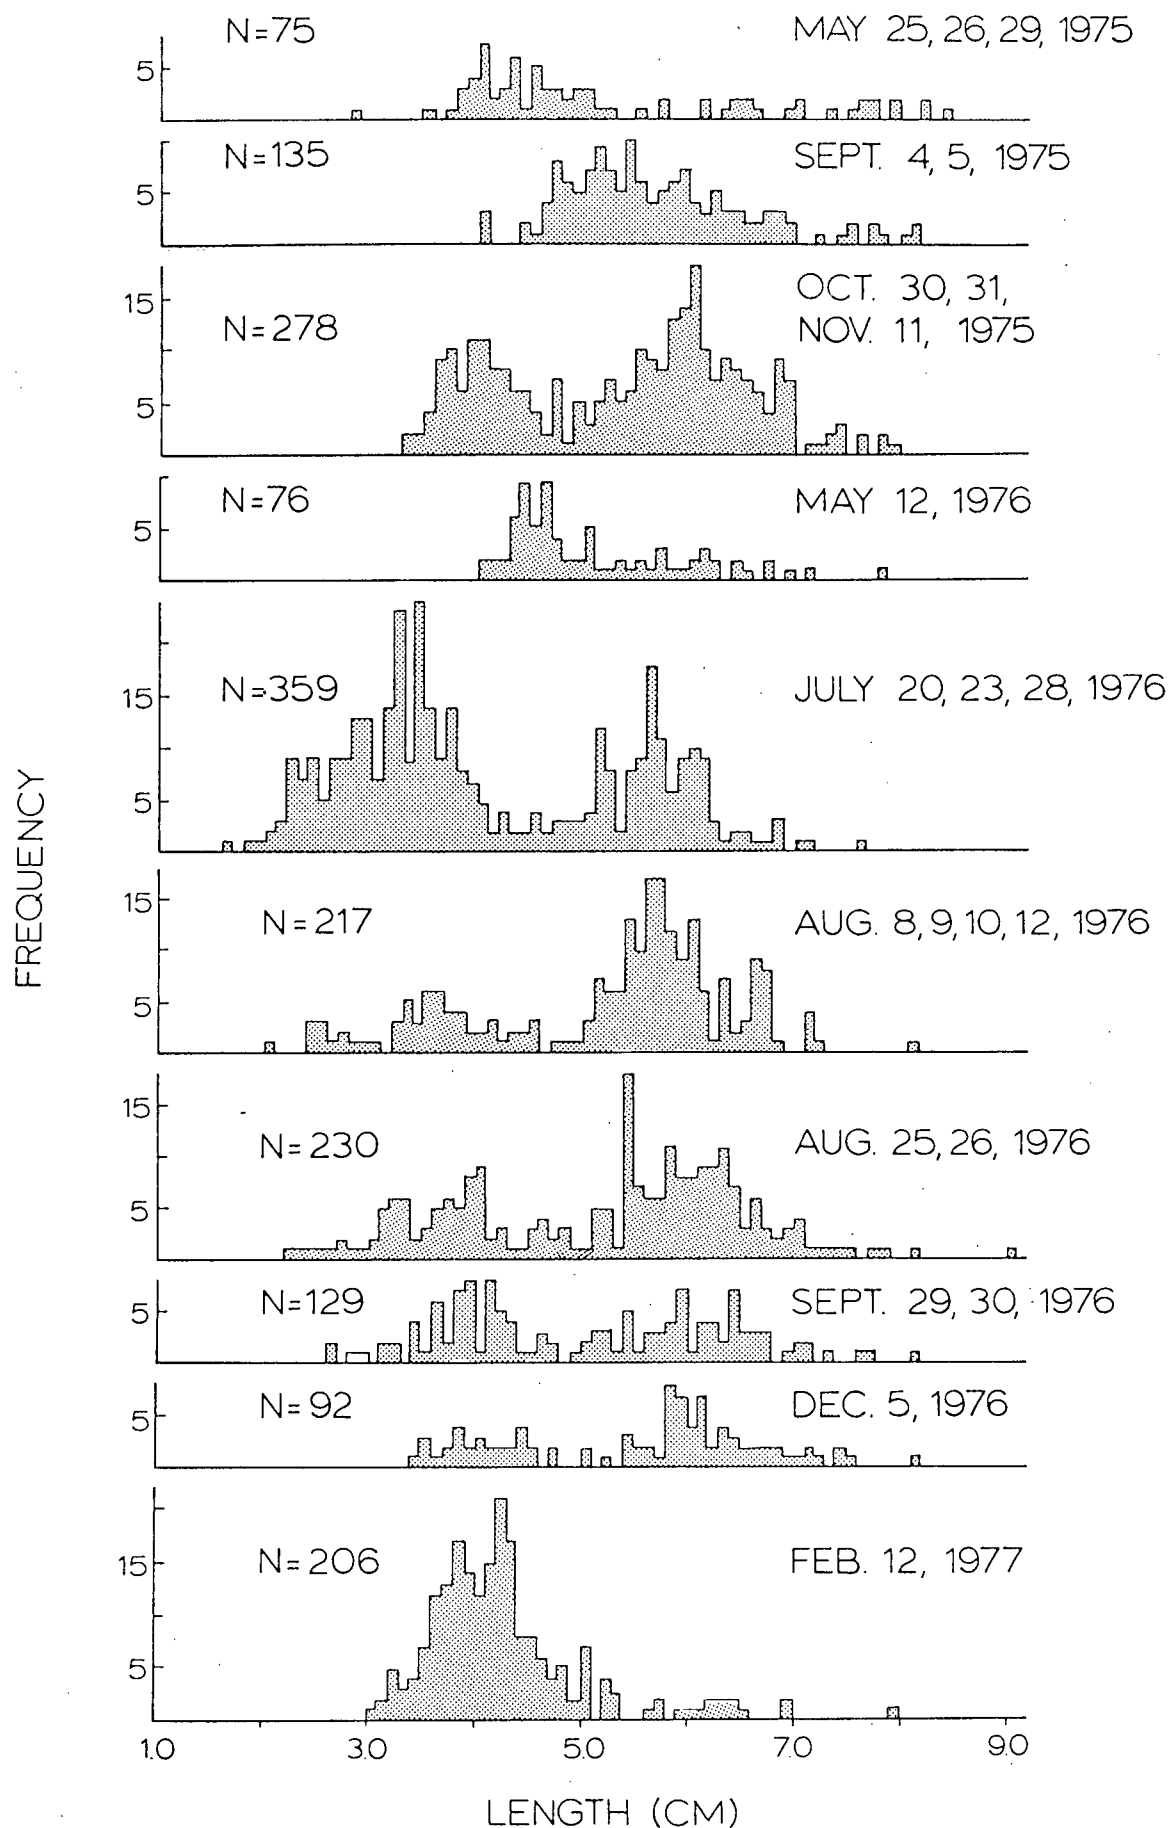 N=75 MAY 25, 26, 29, 1975
5
N=135 SEPT. 4, 5, 1975
5
OCT. 30, 31,
15
N=278 NOV. 11, 1975
5
N=76 MAY 12, 1976
5
N=359 JULY 20, 23, 28, 1976
15
5
FREQUENCY
15
N=217 AUG. 8, 9, 10, 12, 1976
5
15
N=230 AUG. 25, 26, 1976
5
N=129 SEPT. 29, 30, 1976
5
N=92 DEC. 5, 1976
5
N=206 FEB. 12, 1977
15
5
1.0 3.0 5.0 7.0 9.0
LENGTH (CM)